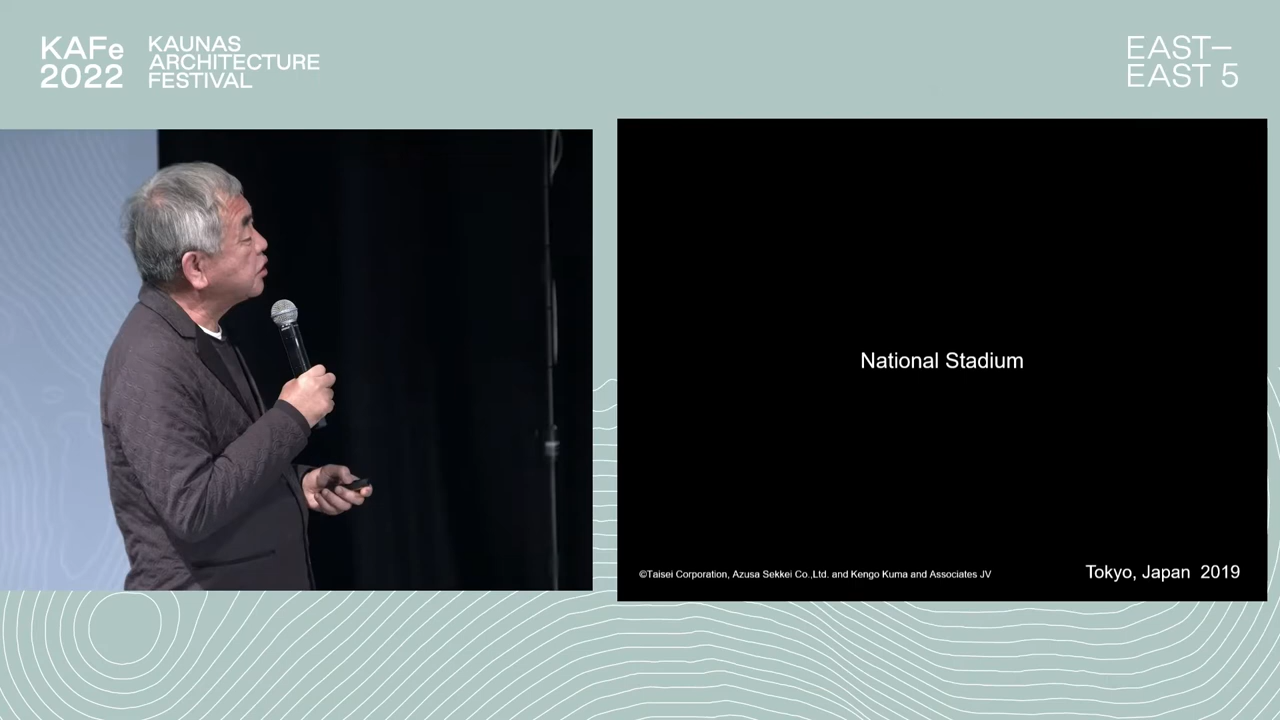 KAFe
2022
KAUNAS
ARCHITECTURE
FESTIVAL
EAST–
EAST 5
National Stadium
©Taisei Corporation, Azusa Sekkei Co.,Ltd. and Kengo Kuma and Associates JV
Tokyo, Japan 2019